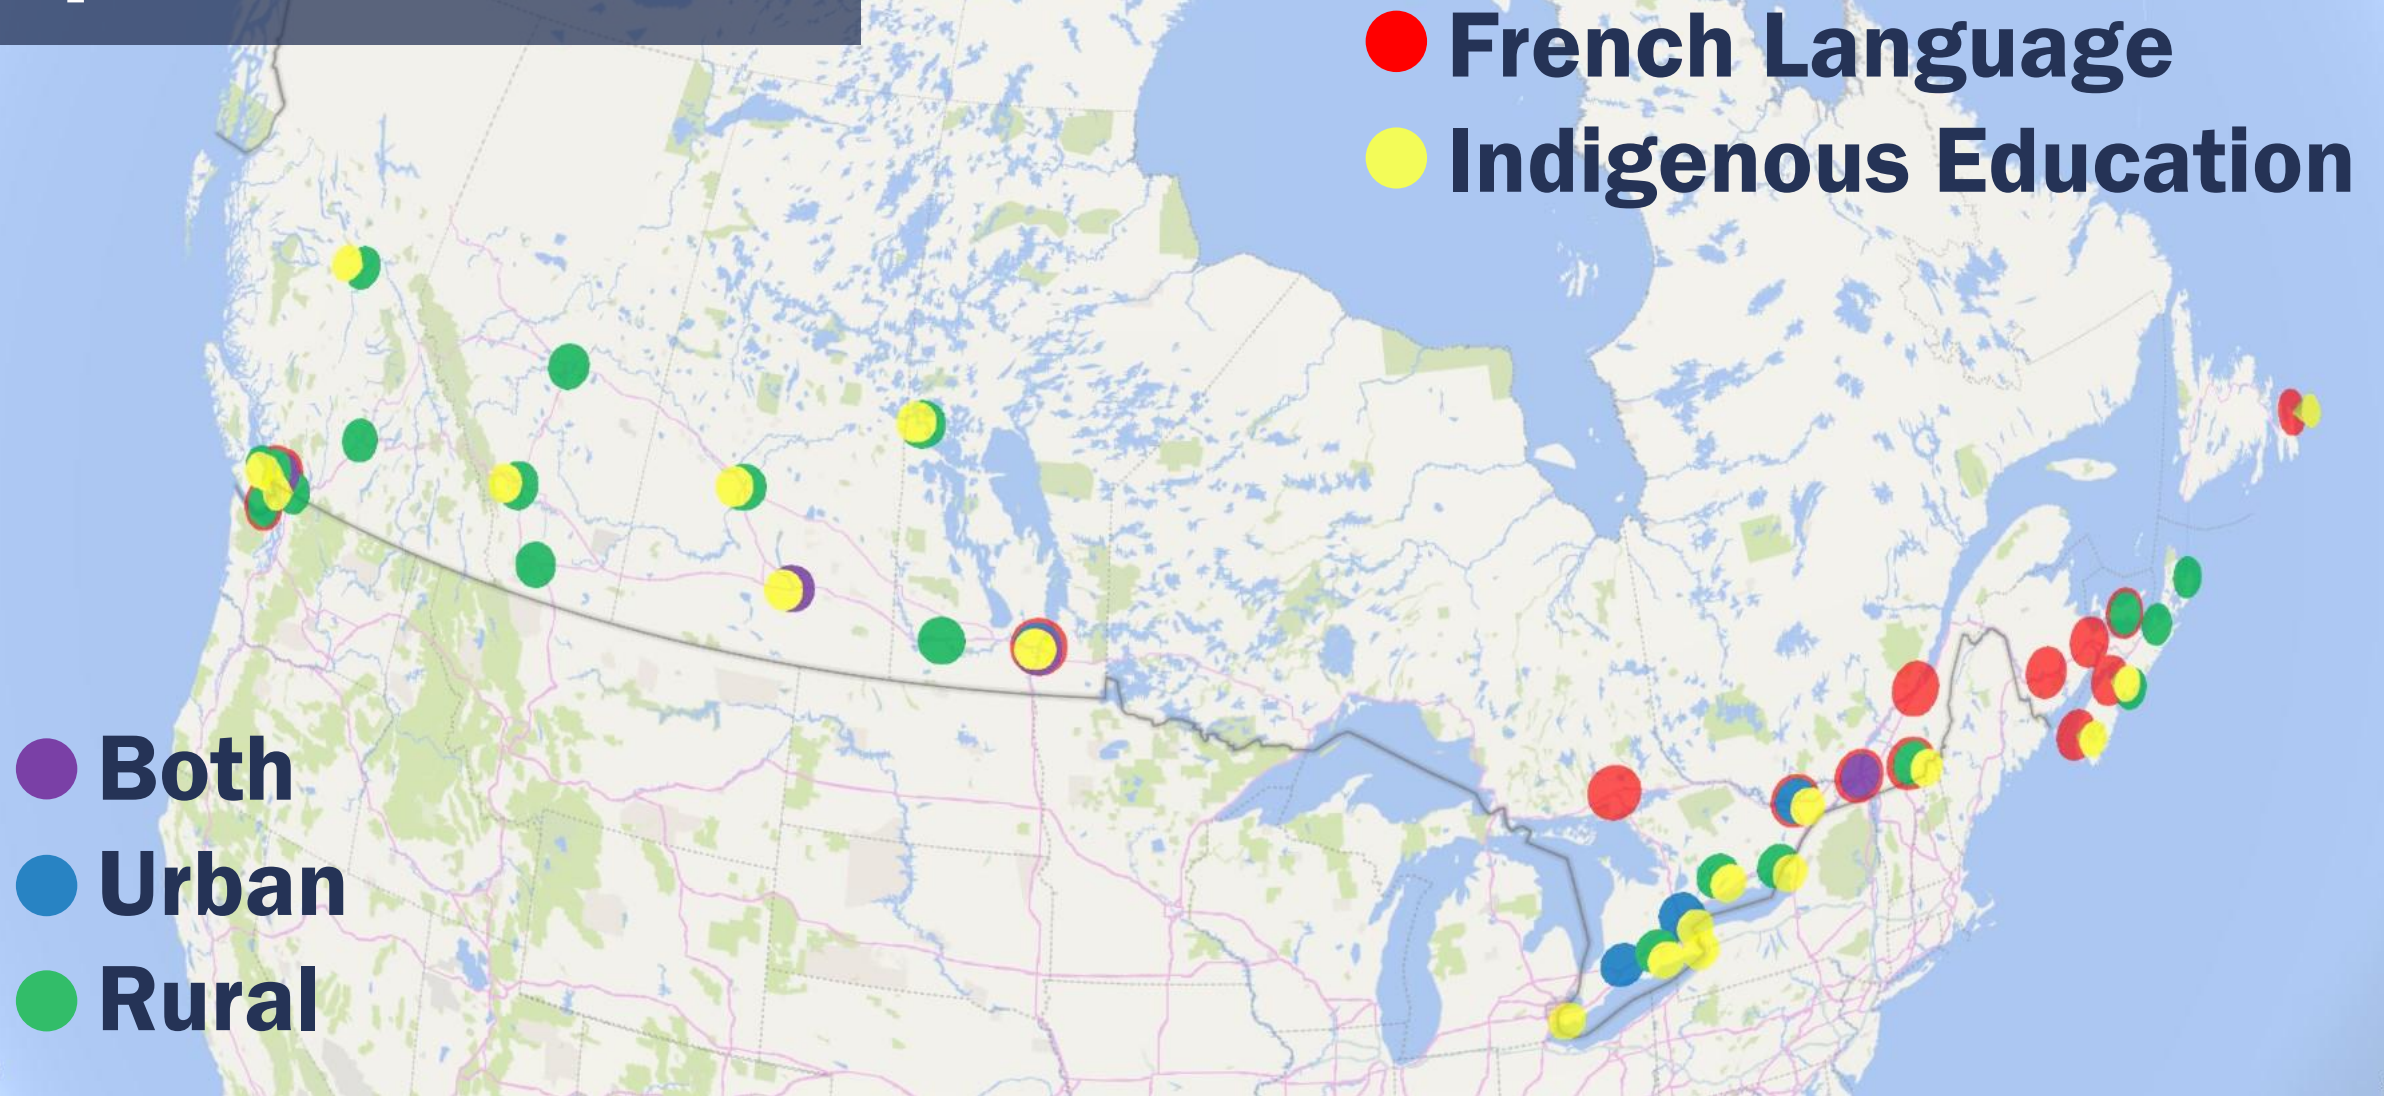 French Language
Indigenous Education
Both
Urban
Rural